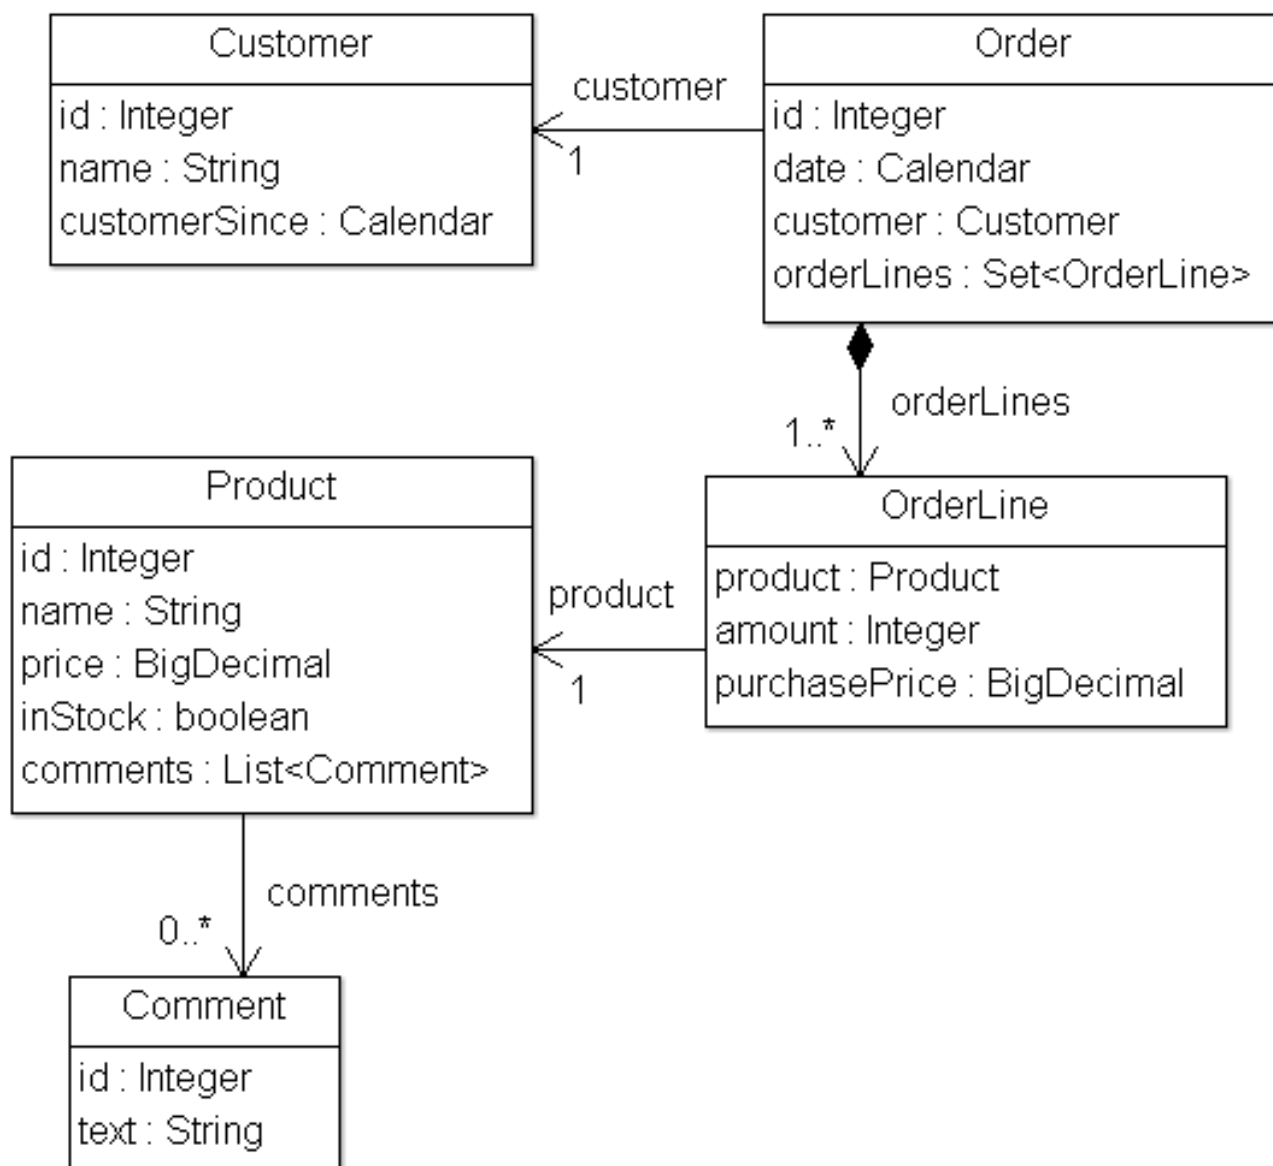 Customer
id : Integer
name : String
customerSince : Calendar
customer
1
Order
id : Integer
date : Calendar
customer : Customer
orderLines : Set<OrderLine>
orderLines
1..*
Product
id : Integer
name : String
price : BigDecimal
inStock : boolean
comments : List<Comment>
product
1
OrderLine
product : Product
amount : Integer
purchasePrice : BigDecimal
comments
0..*
Comment
id : Integer
text : String